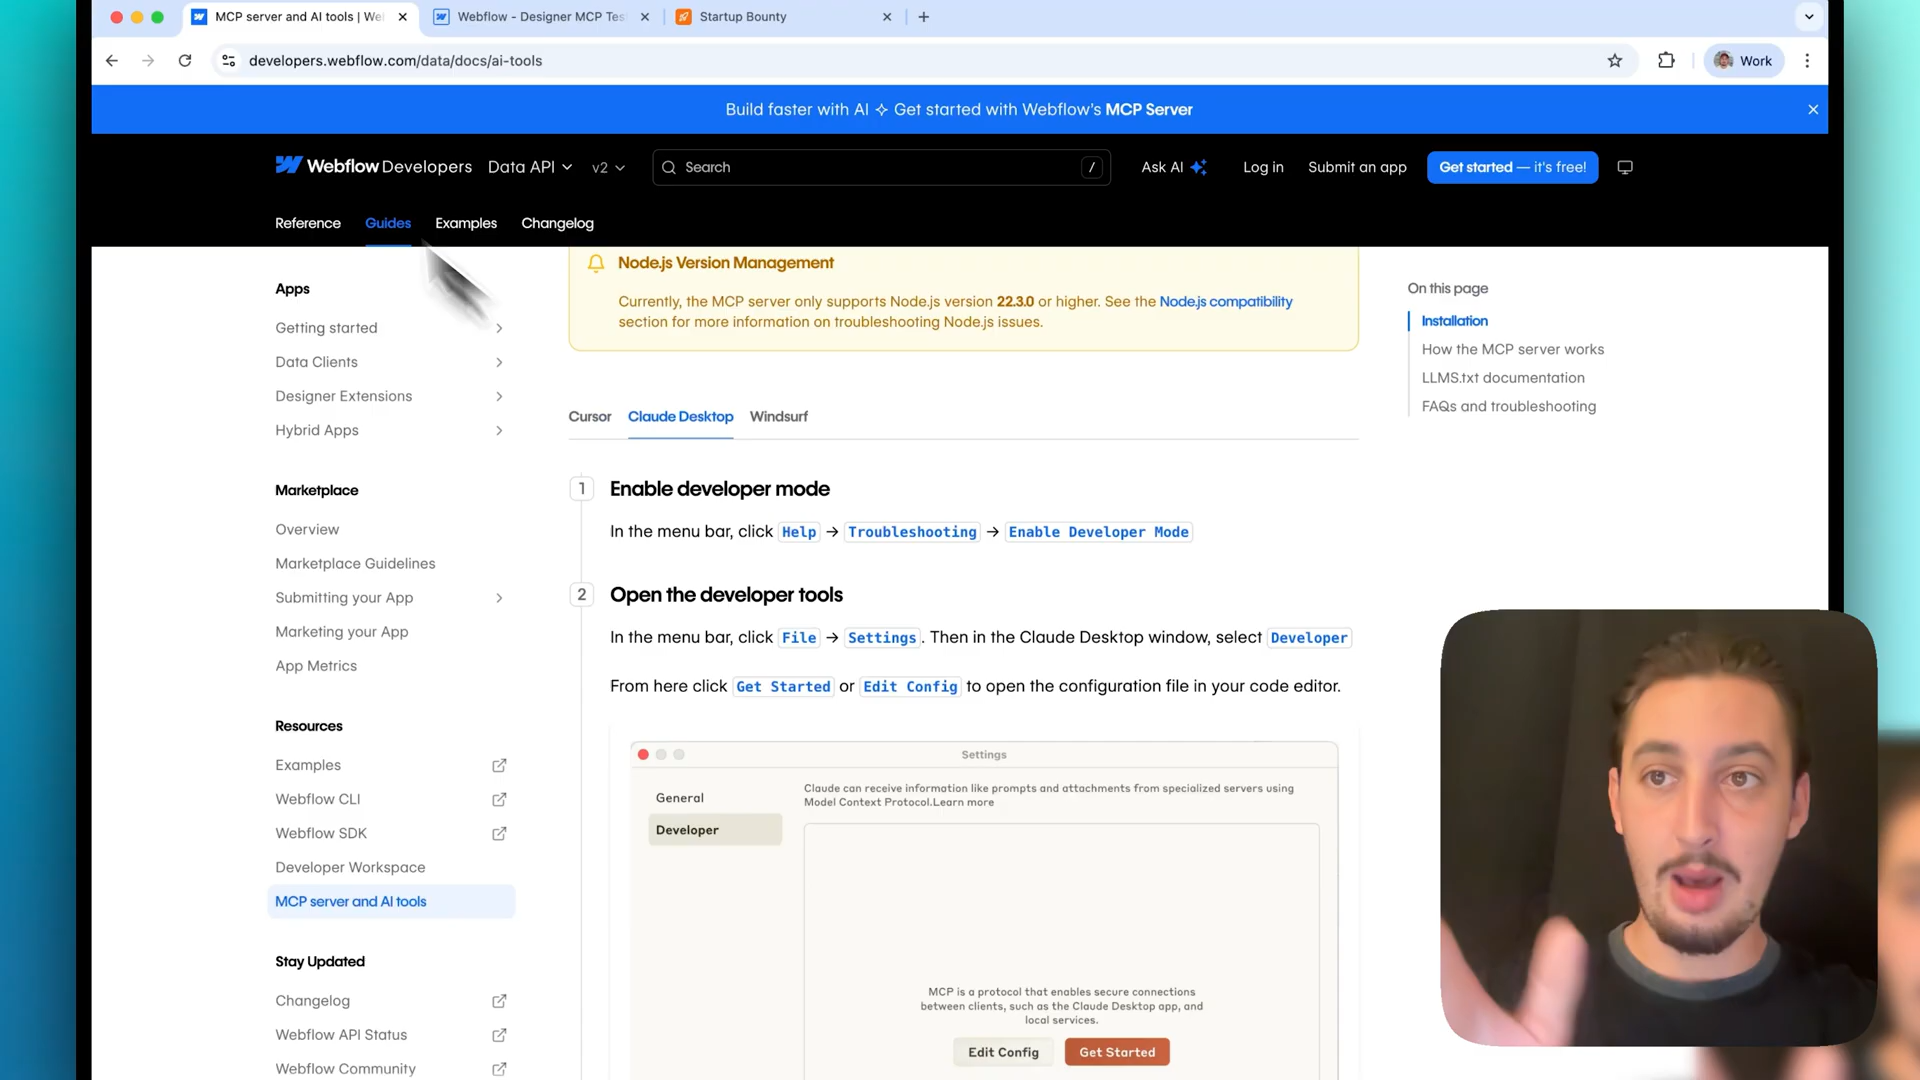 MCP server and AI tools | We
Webflow - Designer MCP Tes
Startup Bounty
developers.webflow.com/data/docs/ai-tools
Work
Build faster with AI ✧ Get started with Webflow's MCP Server
Webflow Developers
Data API
v2
Search
/
Ask AI
Log in
Submit an app
Get started — it's free!
Reference
Guides
Examples
Changelog
Apps
Getting started
Data Clients
Designer Extensions
Hybrid Apps
Marketplace
Overview
Marketplace Guidelines
Submitting your App
Marketing your App
App Metrics
Resources
Examples
Webflow CLI
Webflow SDK
Developer Workspace
MCP server and AI tools
Stay Updated
Changelog
Webflow API Status
Webflow Community
Node.js Version Management
Currently, the MCP server only supports Node.js version 22.3.0 or higher. See the Node.js compatibility
section for more information on troubleshooting Node.js issues.
Cursor
Claude Desktop
Windsurf
1
Enable developer mode
In the menu bar, click Help → Troubleshooting → Enable Developer Mode
2
Open the developer tools
In the menu bar, click File → Settings. Then in the Claude Desktop window, select Developer
From here click Get Started or Edit Config to open the configuration file in your code editor.
Settings
General
Developer
Claude can receive information like prompts and attachments from specialized servers using
Model Context Protocol.Learn more
MCP is a protocol that enables secure connections
between clients, such as the Claude Desktop app, and
local services.
Edit Config
Get Started
On this page
Installation
How the MCP server works
LLMS.txt documentation
FAQs and troubleshooting